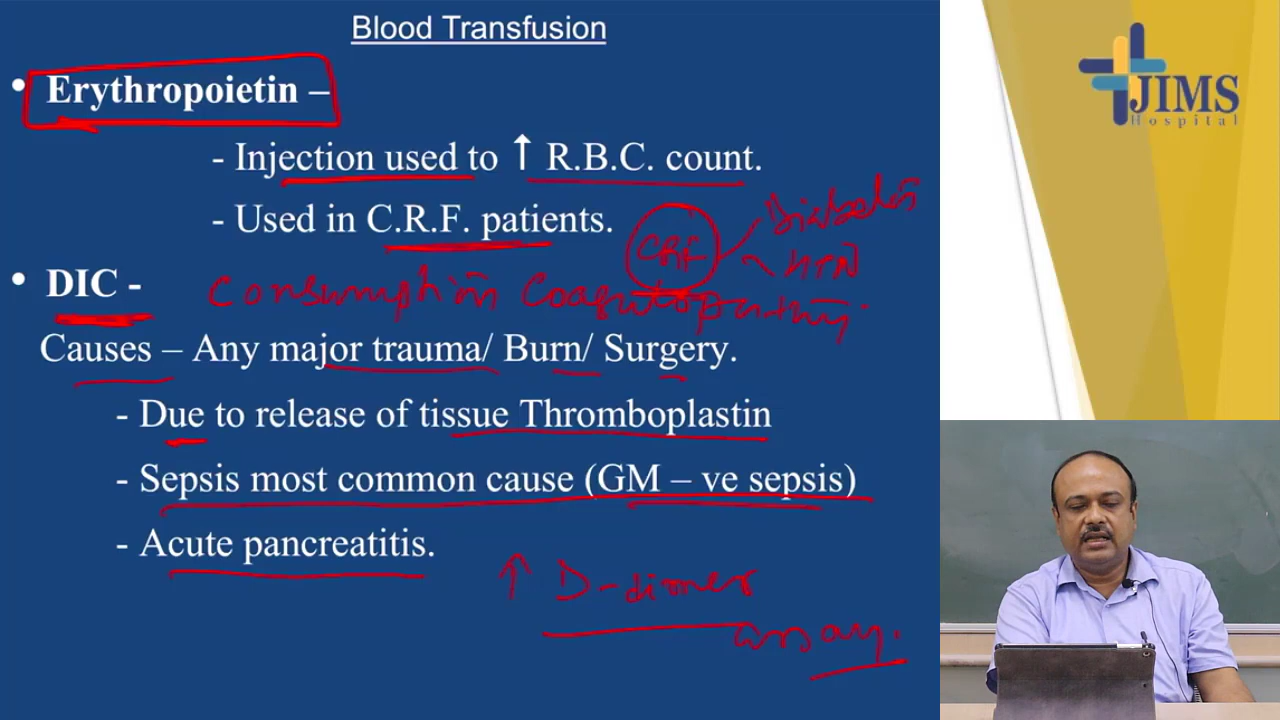 Blood Transfusion
• Erythropoietin –
- Injection used to ↑ R.B.C. count.
- Used in C.R.F. patients.
CRF
Diabetes
HTN
• DIC -
Consumption Coagulopathy.
Causes – Any major trauma/ Burn/ Surgery.
- Due to release of tissue Thromboplastin
- Sepsis most common cause (GM – ve sepsis)
- Acute pancreatitis.
↑ D-dimer
assay.
JIMS
Hospital